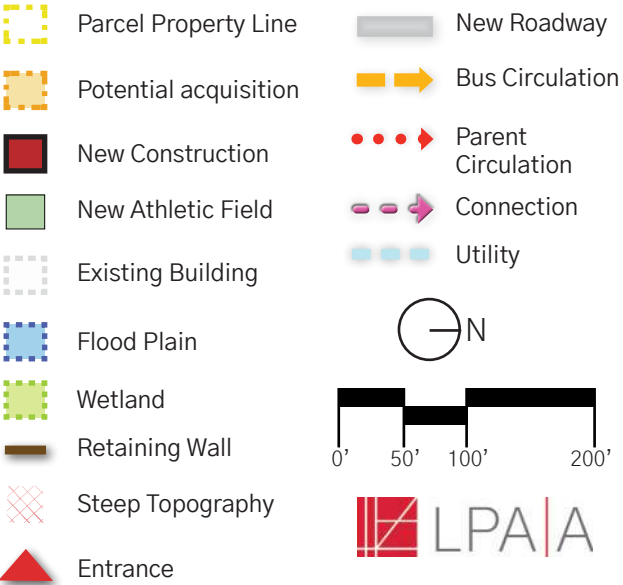 Parcel Property Line
Potential acquisition
New Construction
New Athletic Field
Existing Building
Flood Plain
Wetland
Retaining Wall
Steep Topography
Entrance
New Roadway
Bus Circulation
Parent
Circulation
Connection
Utility
N
0' 50' 100' 200'
LPA|A